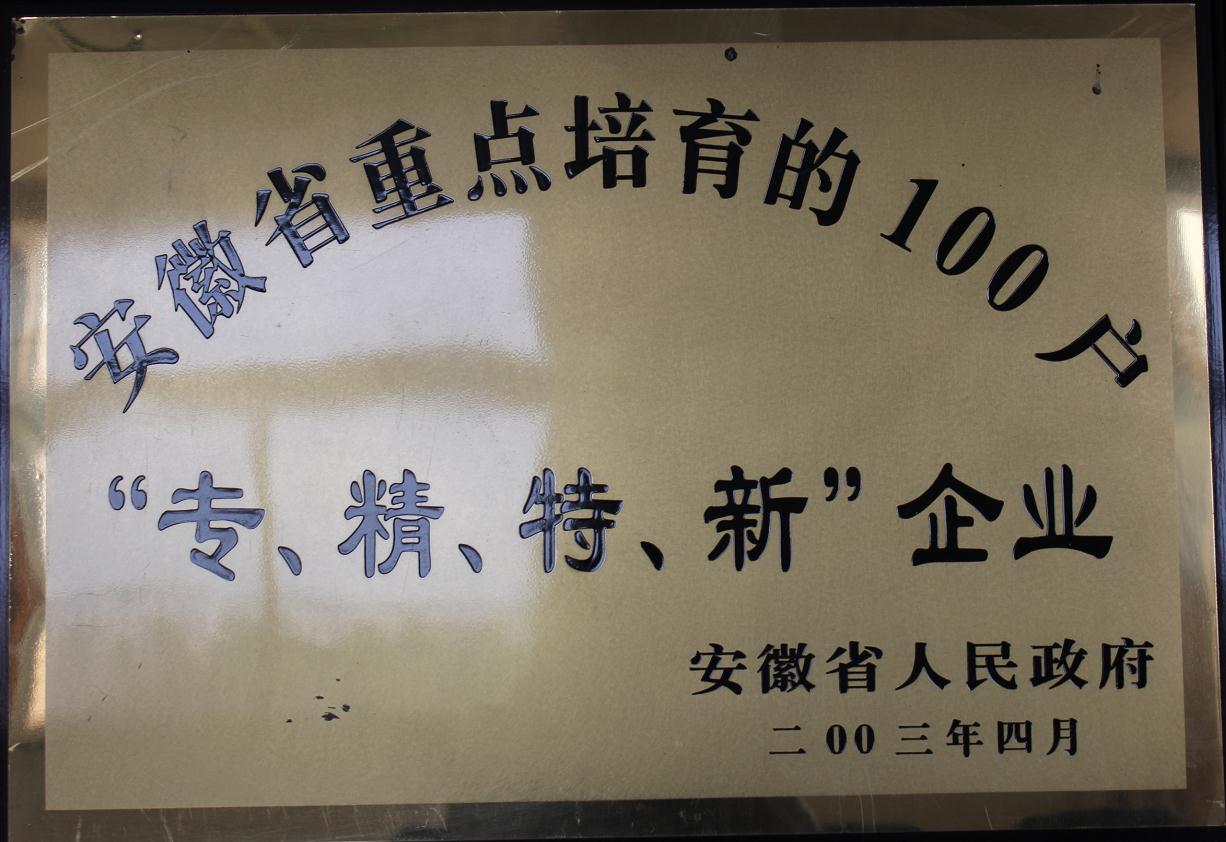 安徽省重点培育的100户
“专、精、特、新”企业
安徽省人民政府
二00三年四月